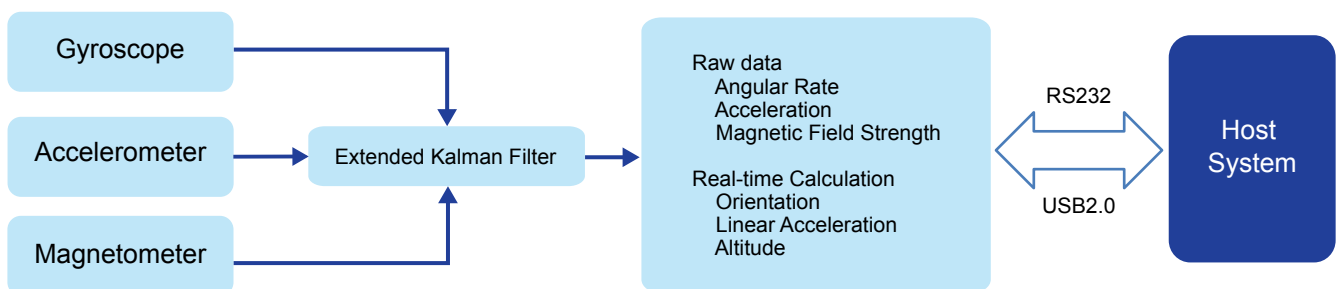 Gyroscope
Accelerometer
Magnetometer
Extended Kalman Filter
Raw data
Angular Rate
Acceleration
Magnetic Field Strength
Real-time Calculation
Orientation
Linear Acceleration
Altitude
RS232
USB2.0
Host
System